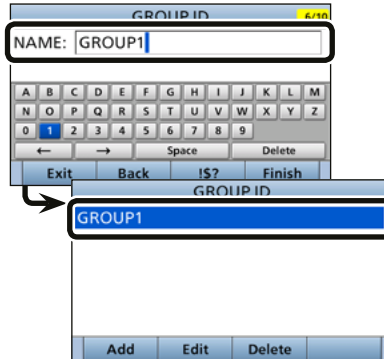 GROUP ID 6/10
NAME: GROUP1
A B C D E F G H I J K L M
N O P Q R S T U V W X Y Z
0 1 2 3 4 5 6 7 8 9
← → Space Delete
Exit Back !$? Finish
GROUP ID
GROUP1
Add Edit Delete